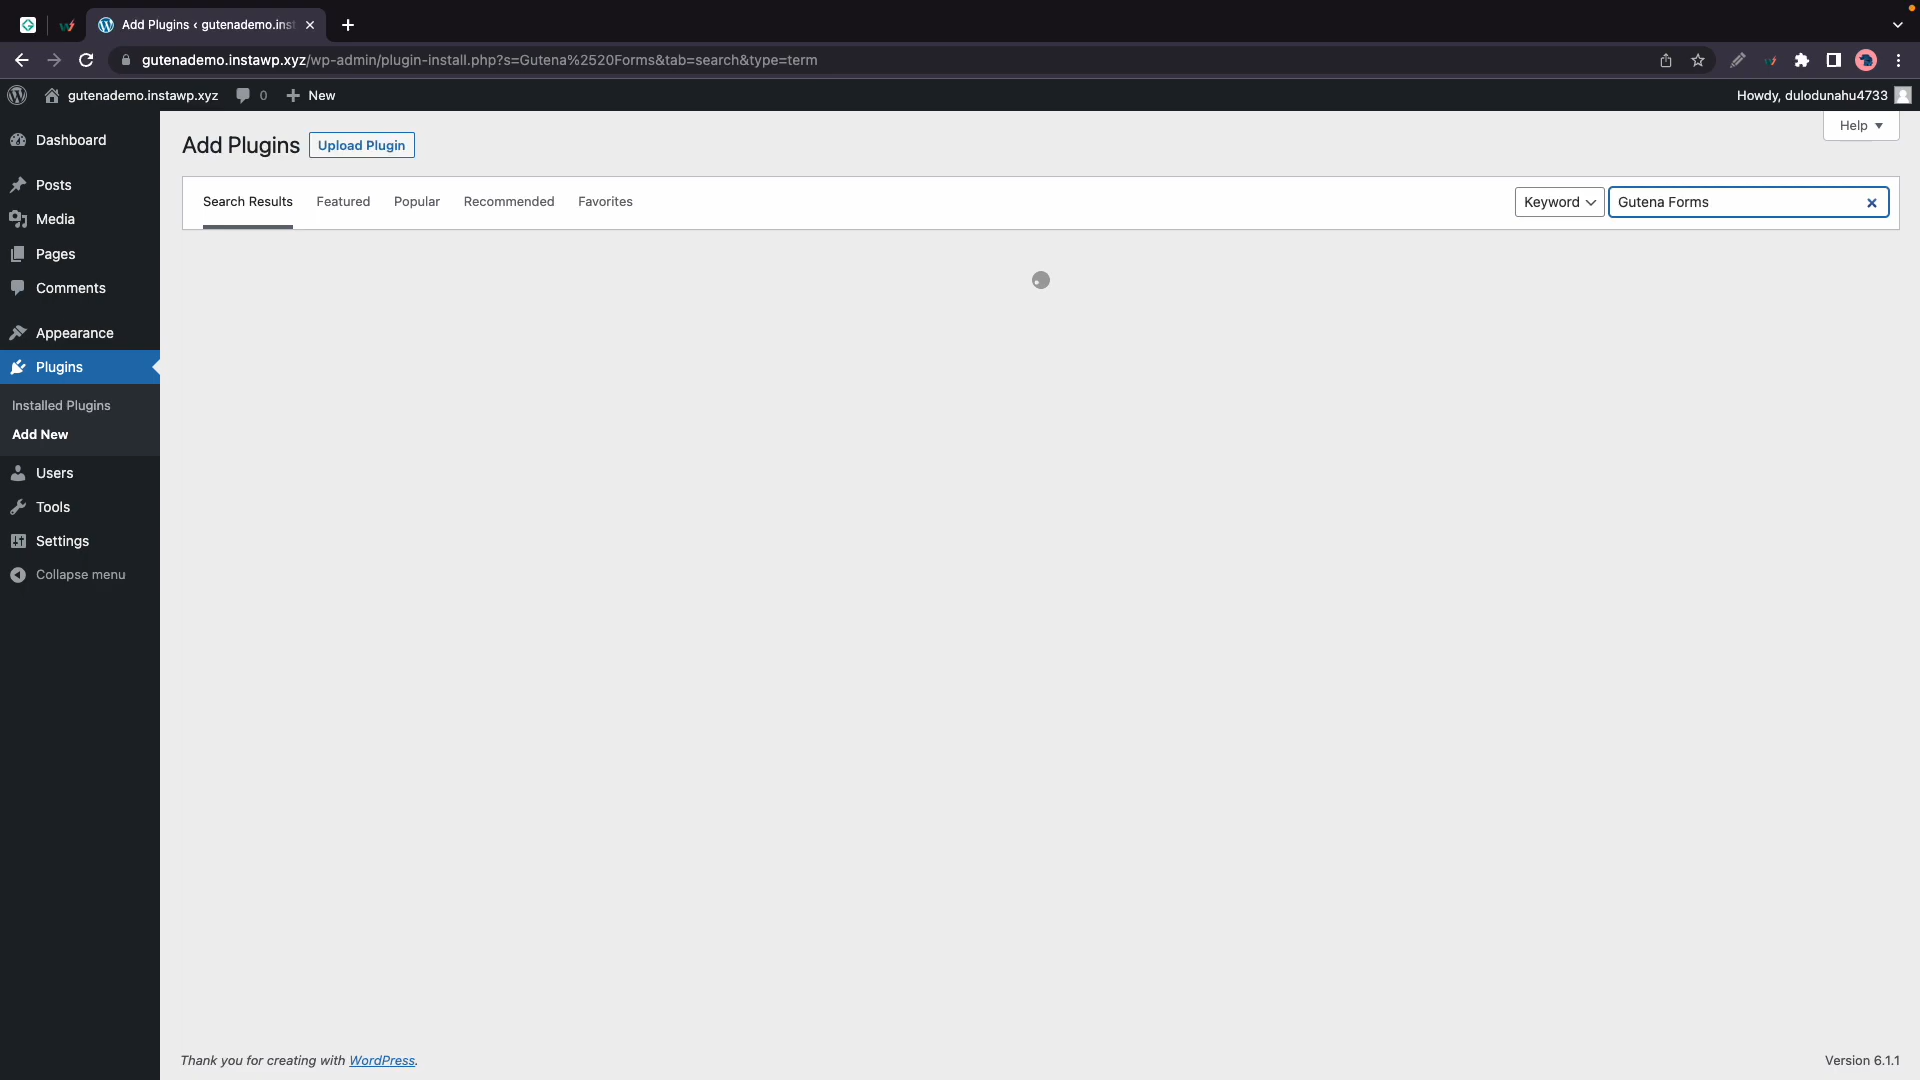 Add Plugins ‹ gutenademo.inst
gutenademo.instawp.xyz/wp-admin/plugin-install.php?s=Gutena%2520Forms&tab=search&type=term
gutenademo.instawp.xyz 0 New Howdy, dulodunahu4733
Help
Dashboard
Posts
Media
Pages
Comments
Appearance
Plugins
Installed Plugins
Add New
Users
Tools
Settings
Collapse menu
Add Plugins Upload Plugin
Search Results Featured Popular Recommended Favorites Keyword Gutena Forms
Thank you for creating with WordPress. Version 6.1.1